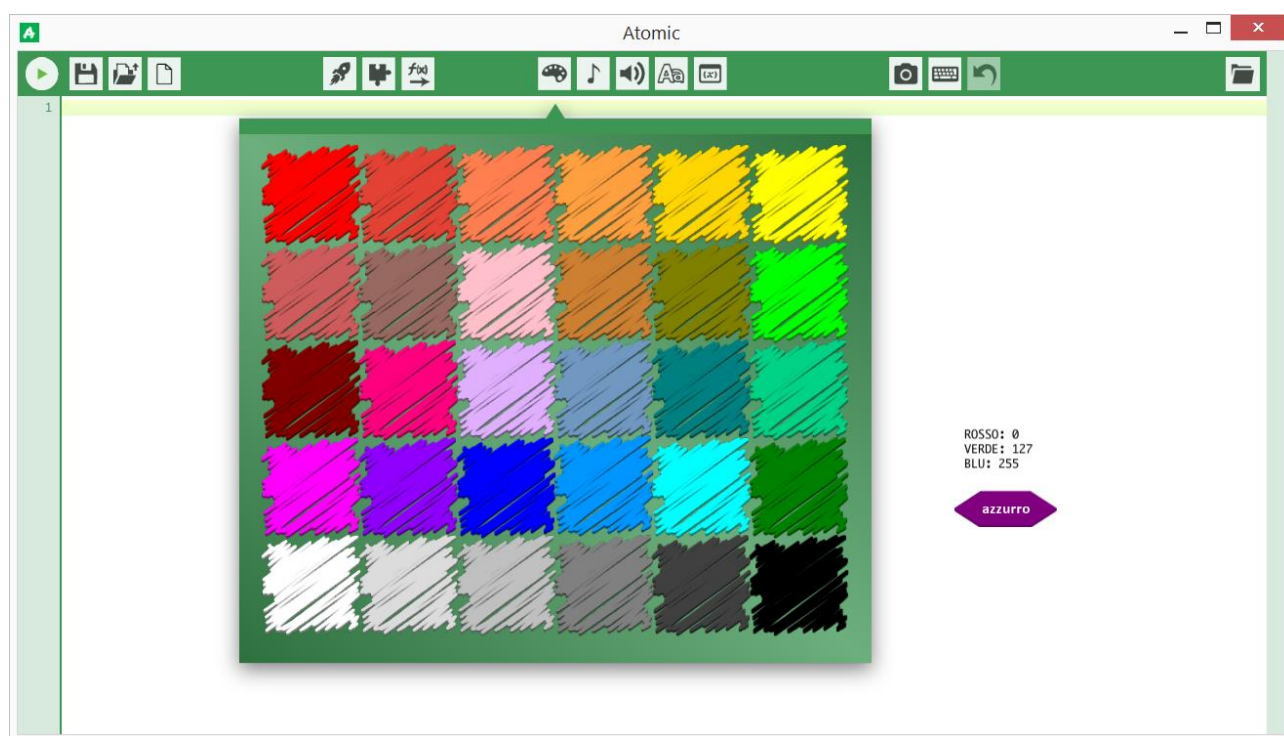 Atomic
f(x)
(x)
1
ROSSO: 0
VERDE: 127
BLU: 255
azzurro